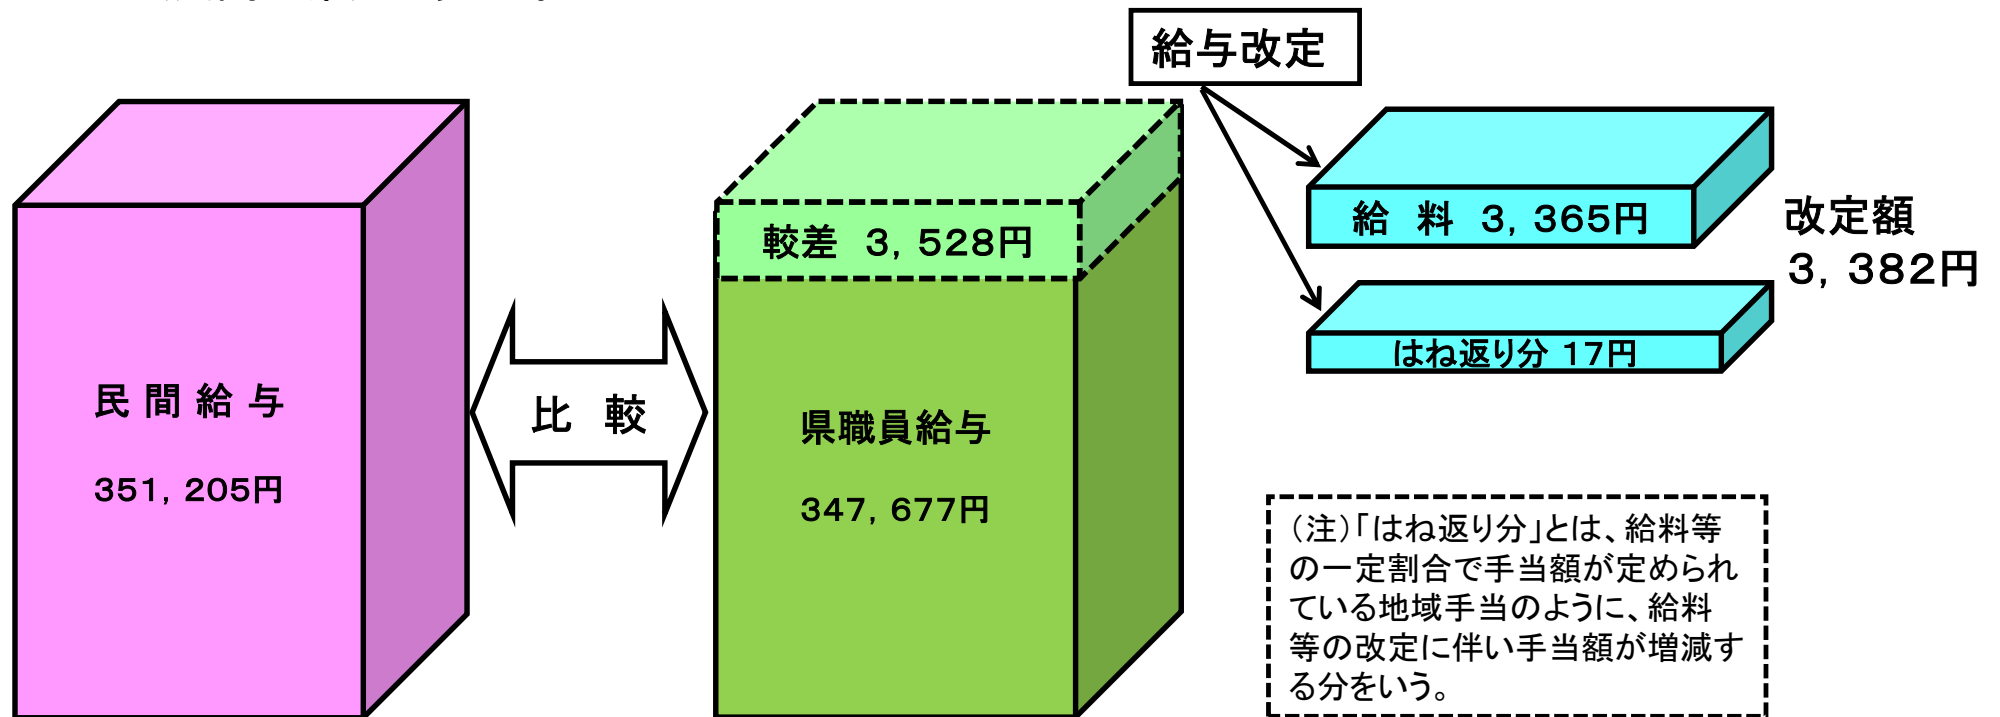 給与改定
給 料 3, 365円
改定額
3, 382円
はね返り分 17円
較差 3, 528円
民 間 給 与
351, 205円
比 較
県職員給与
347, 677円
（注）「はね返り分」とは、給料等
の一定割合で手当額が定められ
ている地域手当のように、給料
等の改定に伴い手当額が増減す
る分をいう。